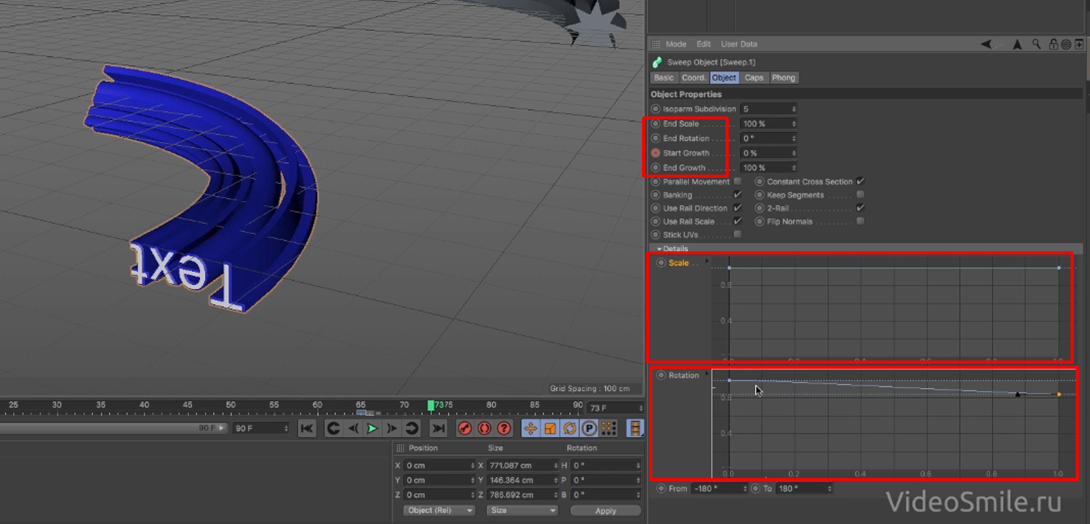 Mode Edit User Data
Sweep Object [Sweep.1]
Basic Coord. Object Caps Phong
Object Properties
Isoparm Subdivision 5
End Scale 100 %
End Rotation 0 °
Start Growth 0 %
End Growth 100 %
Parallel Movement Constant Cross Section
Banking Keep Segments
Use Rail Direction 2-Rail
Use Rail Scale Flip Normals
Stick UVs
Details
Scale
0.8
0.4
0.0 0.2 0.4 0.6 0.8 1.0
Rotation
0.8
0.4
0.0 0.2 0.4 0.6 0.8 1.0
From -180 ° To 180 °
Text
Grid Spacing : 100 cm
25 30 35 40 45 50 55 60 65 70 7375 80 85 90 73 F
90 F 90 F
Position Size Rotation
X 0 cm X 771.087 cm H 0 °
Y 0 cm Y 146.364 cm P 0 °
Z 0 cm Z 785.692 cm B 0 °
Object (Rel) Size Apply
VideoSmile.ru